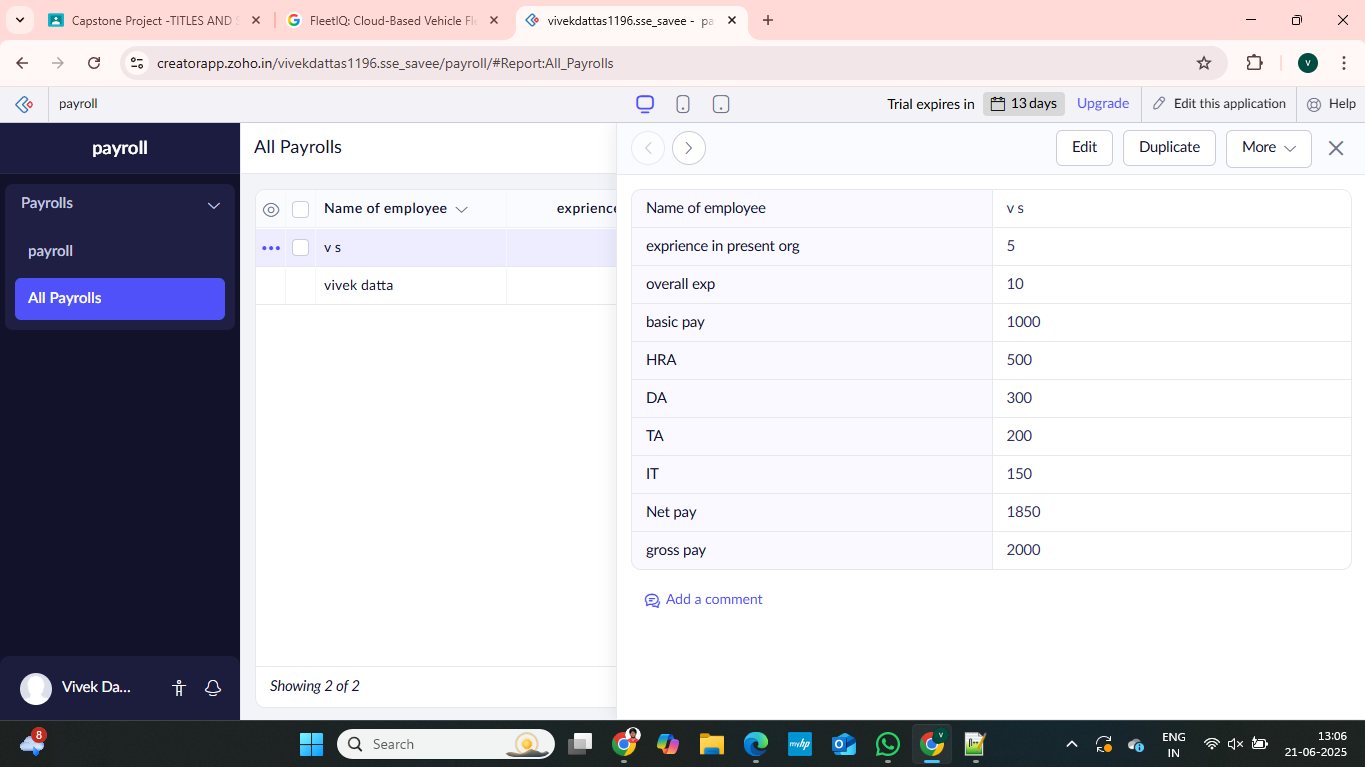 Capstone Project -TITLES AND S
FleetIQ: Cloud-Based Vehicle Fle
vivekdattas1196.sse_savee - pa
creatorapp.zoho.in/vivekdattas1196.sse_savee/payroll/#Report:All_Payrolls
v
payroll
Trial expires in
13 days
Upgrade
Edit this application
Help
payroll
Payrolls
payroll
All Payrolls
Vivek Da...
All Payrolls
Name of employee
exprience
v s
vivek datta
Showing 2 of 2
Edit
Duplicate
More
Name of employee v s
exprience in present org 5
overall exp 10
basic pay 1000
HRA 500
DA 300
TA 200
IT 150
Net pay 1850
gross pay 2000
Add a comment
8
Search
myhp
v
ENG
IN
13:06
21-06-2025